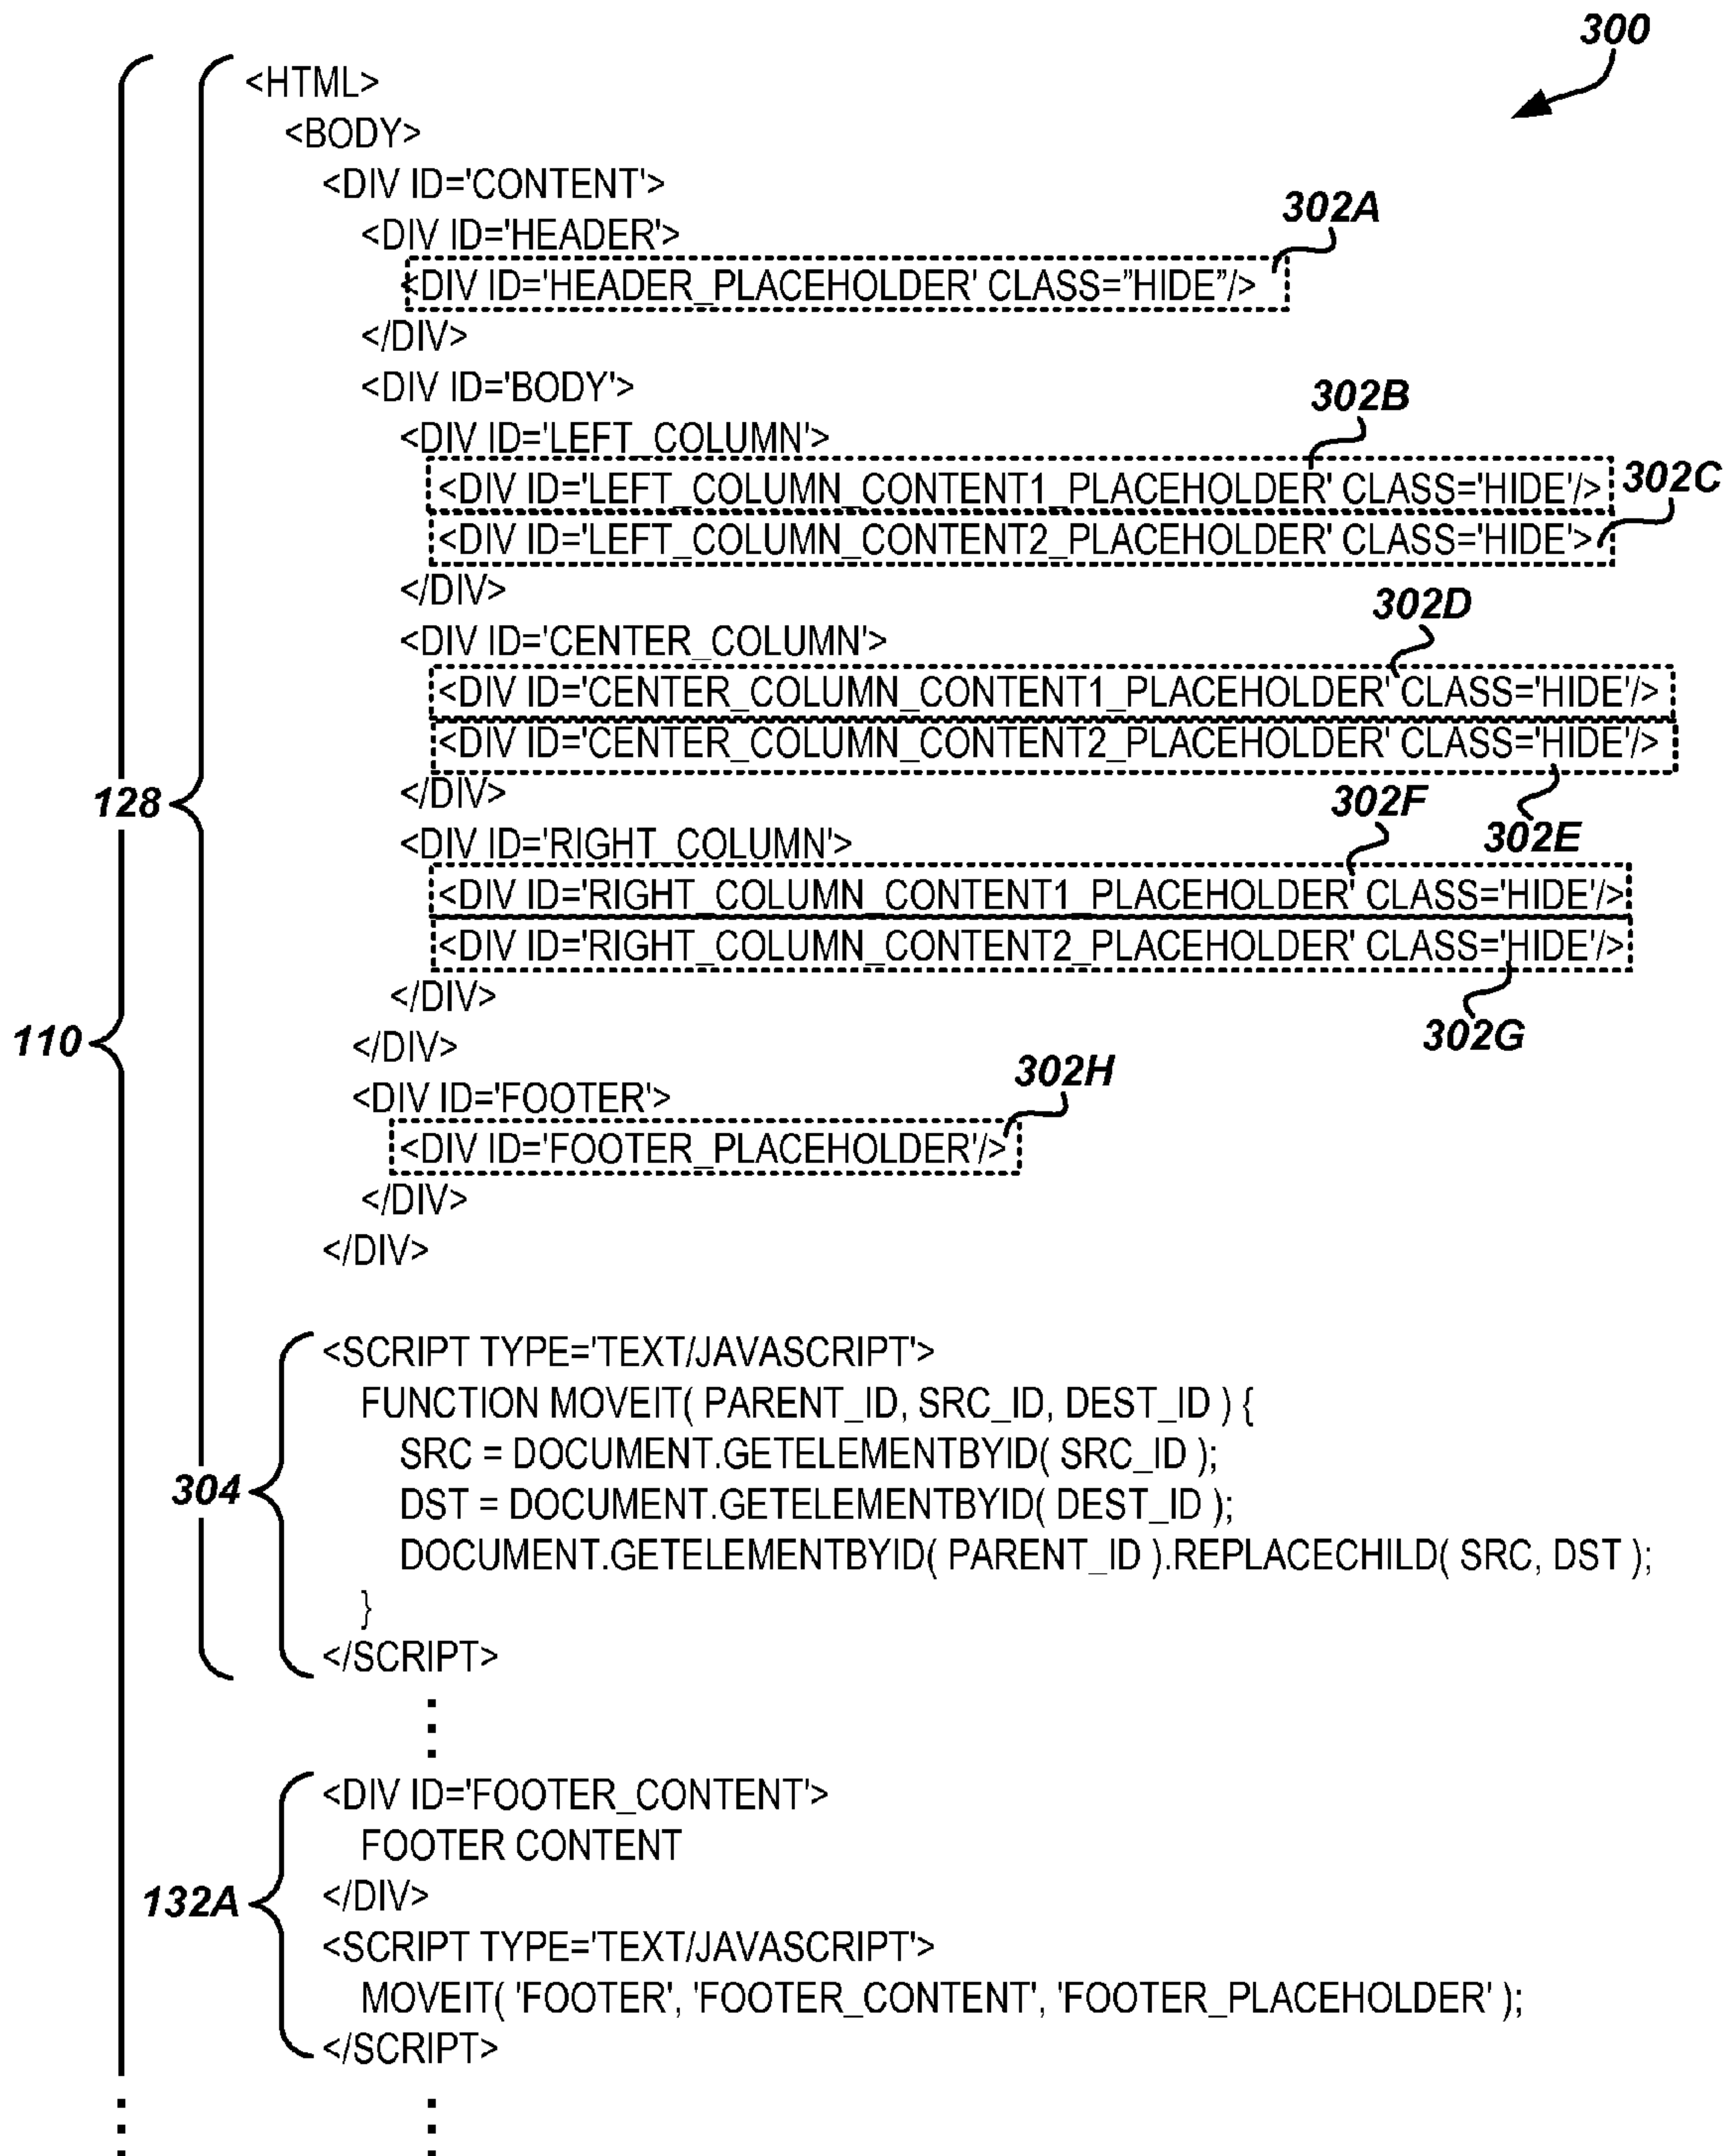 300
<HTML>
<BODY>
<DIV ID='CONTENT'>
<DIV ID='HEADER'>
302A
<DIV ID='HEADER_PLACEHOLDER' CLASS=”HIDE”/>
</DIV>
<DIV ID='BODY'>
302B
<DIV ID='LEFT_COLUMN'>
<DIV ID='LEFT_COLUMN_CONTENT1_PLACEHOLDER' CLASS='HIDE'/>
302C
<DIV ID='LEFT_COLUMN_CONTENT2_PLACEHOLDER' CLASS='HIDE'>
</DIV>
302D
<DIV ID='CENTER_COLUMN'>
<DIV ID='CENTER_COLUMN_CONTENT1_PLACEHOLDER' CLASS='HIDE'/>
<DIV ID='CENTER_COLUMN_CONTENT2_PLACEHOLDER' CLASS='HIDE'/>
</DIV>
128
302F
302E
<DIV ID='RIGHT_COLUMN'>
<DIV ID='RIGHT_COLUMN_CONTENT1_PLACEHOLDER' CLASS='HIDE'/>
<DIV ID='RIGHT_COLUMN_CONTENT2_PLACEHOLDER' CLASS='HIDE'/>
</DIV>
302G
110
</DIV>
302H
<DIV ID='FOOTER'>
<DIV ID='FOOTER_PLACEHOLDER'/>
</DIV>
</DIV>
<SCRIPT TYPE='TEXT/JAVASCRIPT'>
FUNCTION MOVEIT( PARENT_ID, SRC_ID, DEST_ID ) {
SRC = DOCUMENT.GETELEMENTBYID( SRC_ID );
304
DST = DOCUMENT.GETELEMENTBYID( DEST_ID );
DOCUMENT.GETELEMENTBYID( PARENT_ID ).REPLACECHILD( SRC, DST );
}
</SCRIPT>
<DIV ID='FOOTER_CONTENT'>
FOOTER CONTENT
132A
</DIV>
<SCRIPT TYPE='TEXT/JAVASCRIPT'>
MOVEIT( 'FOOTER', 'FOOTER_CONTENT', 'FOOTER_PLACEHOLDER' );
</SCRIPT>